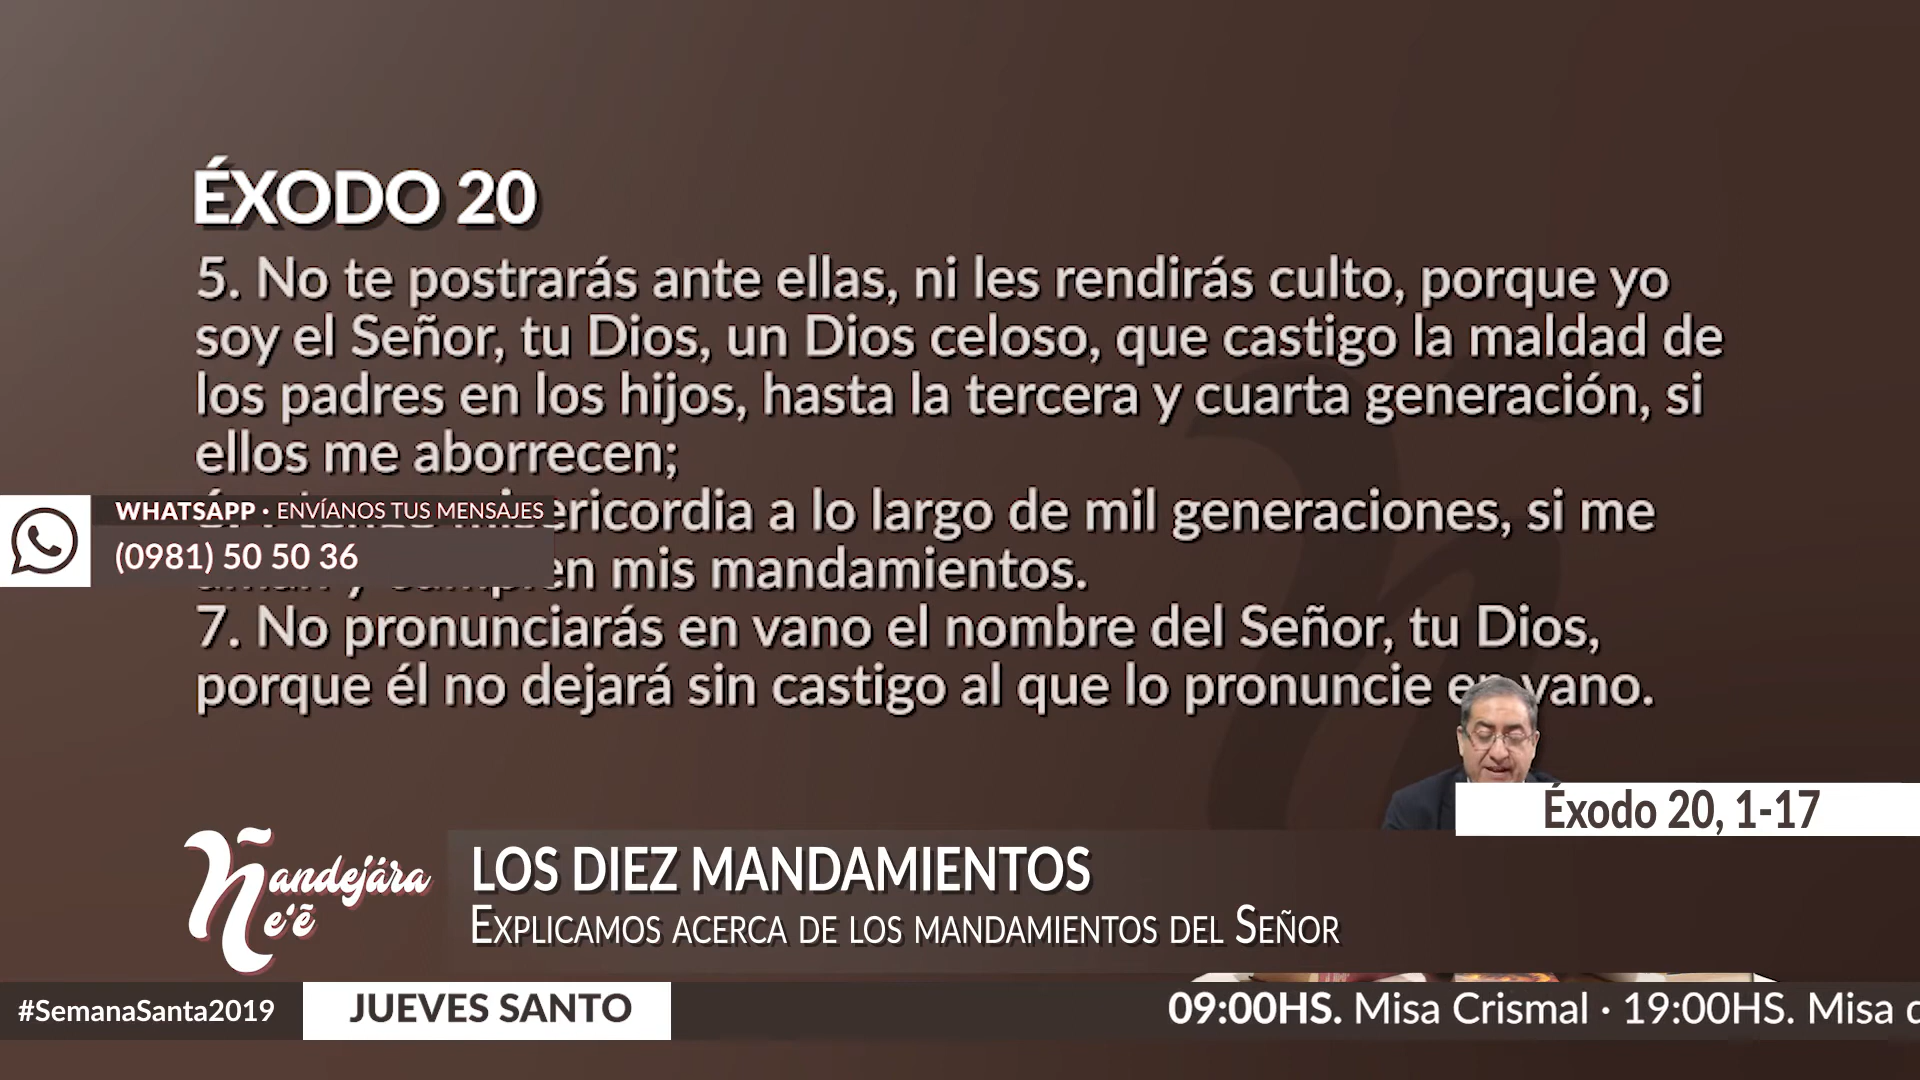 ÉXODO 20
5. No te postrarás ante ellas, ni les rendirás culto, porque yo
soy el Señor, tu Dios, un Dios celoso, que castigo la maldad de
los padres en los hijos, hasta la tercera y cuarta generación, si
ellos me aborrecen;
misericordia a lo largo de mil generaciones, si me
en mis mandamientos.
7. No pronunciarás en vano el nombre del Señor, tu Dios,
porque él no dejará sin castigo al que lo pronuncie en vano.
WHATSAPP · ENVÍANOS TUS MENSAJES
(0981) 50 50 36
Éxodo 20, 1-17
Ñandejára
Ñe'ẽ
LOS DIEZ MANDAMIENTOS
Explicamos acerca de los mandamientos del Señor
#SemanaSanta2019
JUEVES SANTO
09:00HS. Misa Crismal · 19:00HS. Misa